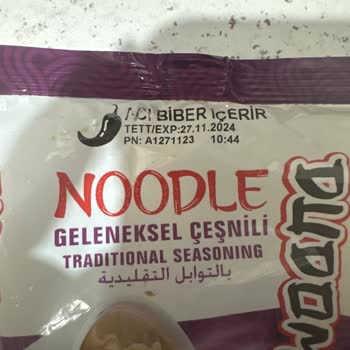 ACI BİBER İÇERİR
TETT/EXP:27.11.2024
PN: A1271123 10:44
NOODLE
GELENEKSEL ÇEŞNİLİ
TRADITIONAL SEASONING
بالتوابل التقليدية